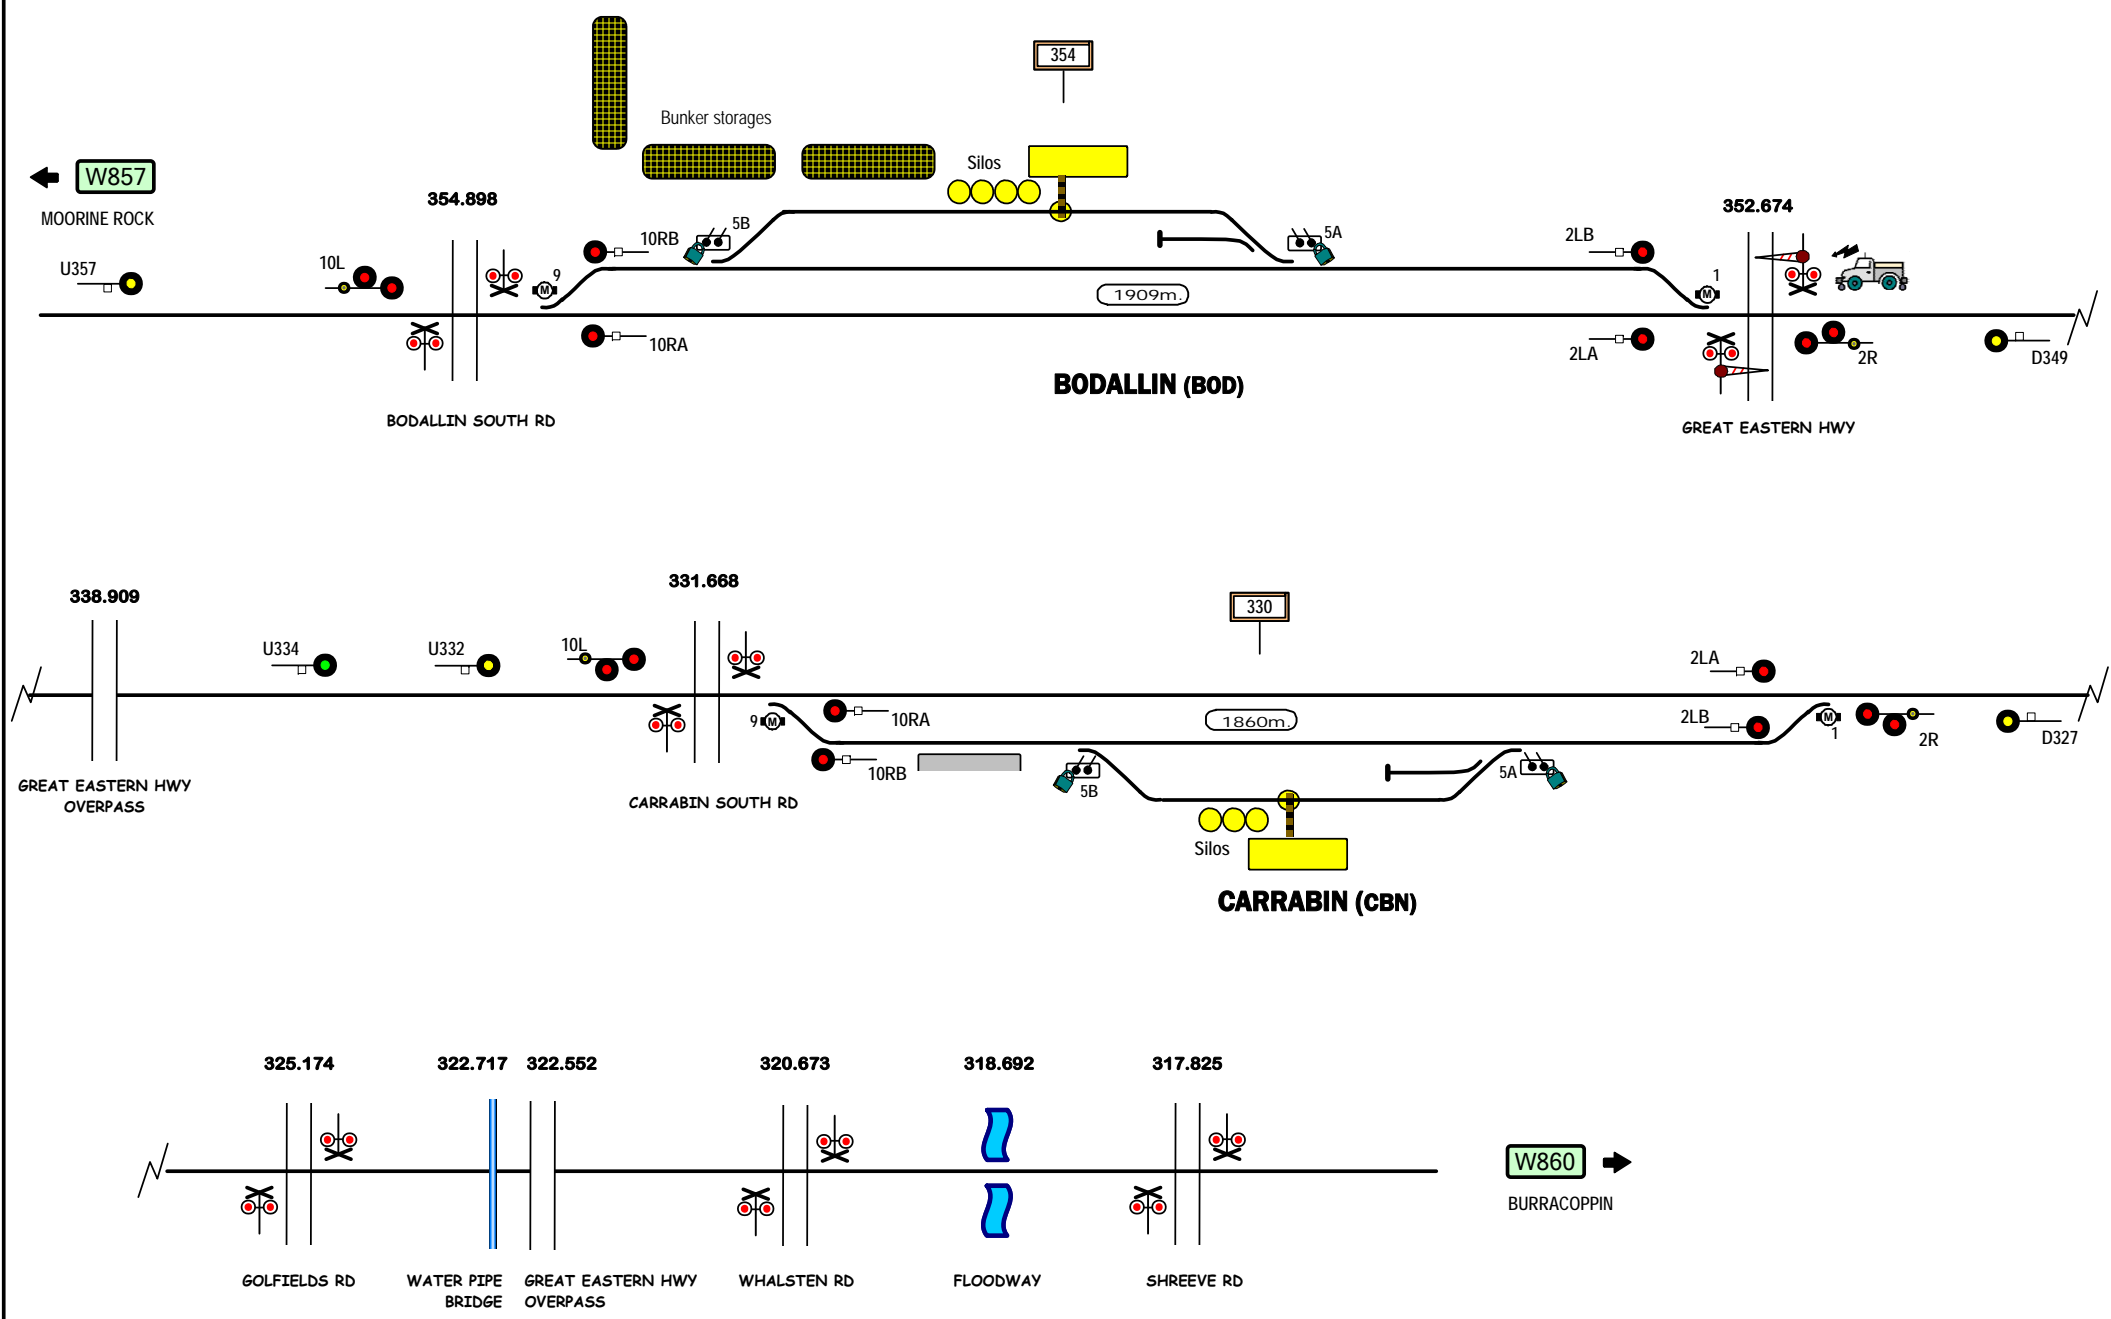 354
Bunker storages
Silos
W857
MOORINE ROCK
354.898
352.674
5B
10RB
5A
2LB
U357
10L
9
M
1
M
1909m.
10RA
2LA
2R
D349
BODALLIN (BOD)
BODALLIN SOUTH RD
GREAT EASTERN HWY
338.909
331.668
330
U334
U332
10L
2LA
9
M
10RA
1860m.
2LB
M
1
2R
D327
10RB
5B
5A
GREAT EASTERN HWY
OVERPASS
CARRABIN SOUTH RD
Silos
CARRABIN (CBN)
325.174
322.717
322.552
320.673
318.692
317.825
W860
BURRACOPPIN
GOLFIELDS RD
WATER PIPE
BRIDGE
GREAT EASTERN HWY
OVERPASS
WHALSTEN RD
FLOODWAY
SHREEVE RD